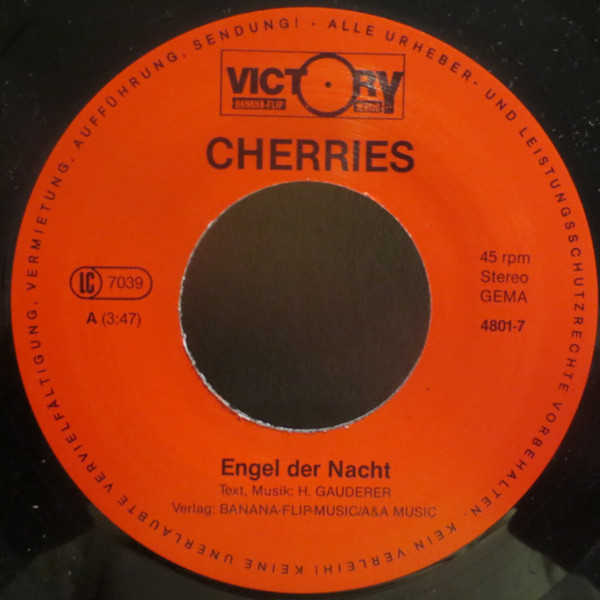 VICTORY
BANANA-FLIP
CHERRIES
LC 7039
A (3:47)
45 rpm
Stereo
GEMA
4801-7
Engel der Nacht
Text, Musik: H. GAUDERER
Verlag: BANANA-FLIP-MUSIC/A&A MUSIC
ALLE URHEBER- UND LEISTUNGSSCHUTZRECHTE VORBEHALTEN. KEIN VERLEIH! KEINE UNERLAUBTE VERVIELFÄLTIGUNG, VERMIETUNG, AUFFÜHRUNG, SENDUNG! -